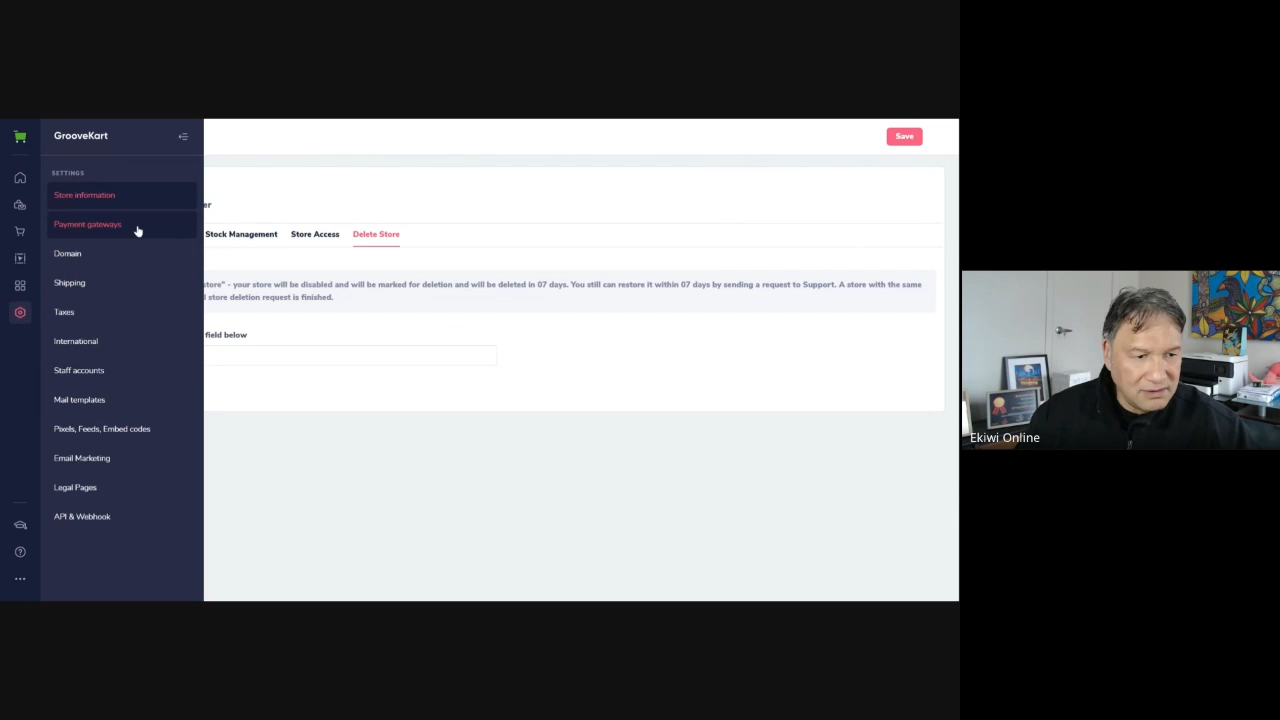 GrooveKart
Save
SETTINGS
Store information
er
Payment gateways
Stock Management
Store Access
Delete Store
Domain
Shipping
store" - your store will be disabled and will be marked for deletion and will be deleted in 07 days. You still can restore it within 07 days by sending a request to Support. A store with the same
l store deletion request is finished.
Taxes
field below
International
Staff accounts
Mail templates
Pixels, Feeds, Embed codes
Email Marketing
Legal Pages
API & Webhook
Ekiwi Online